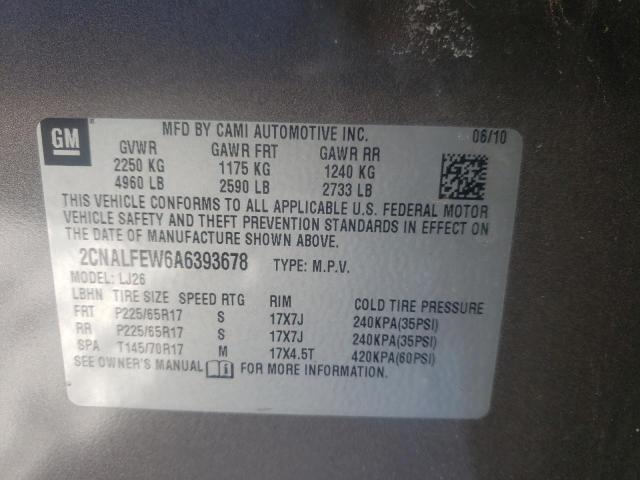 GM
MFD BY CAMI AUTOMOTIVE INC. 06/10
GVWR GAWR FRT GAWR RR
2250 KG 1175 KG 1240 KG
4960 LB 2590 LB 2733 LB
THIS VEHICLE CONFORMS TO ALL APPLICABLE U.S. FEDERAL MOTOR
VEHICLE SAFETY AND THEFT PREVENTION STANDARDS IN EFFECT ON
THE DATE OF MANUFACTURE SHOWN ABOVE.
2CNALFEW6A6393678 TYPE: M.P.V.
MODEL: LJ26
LBHN TIRE SIZE SPEED RTG RIM COLD TIRE PRESSURE
FRT P225/65R17 S 17X7J 240KPA(35PSI)
RR P225/65R17 S 17X7J 240KPA(35PSI)
SPA T145/70R17 M 17X4.5T 420KPA(60PSI)
SEE OWNER'S MANUAL FOR MORE INFORMATION.